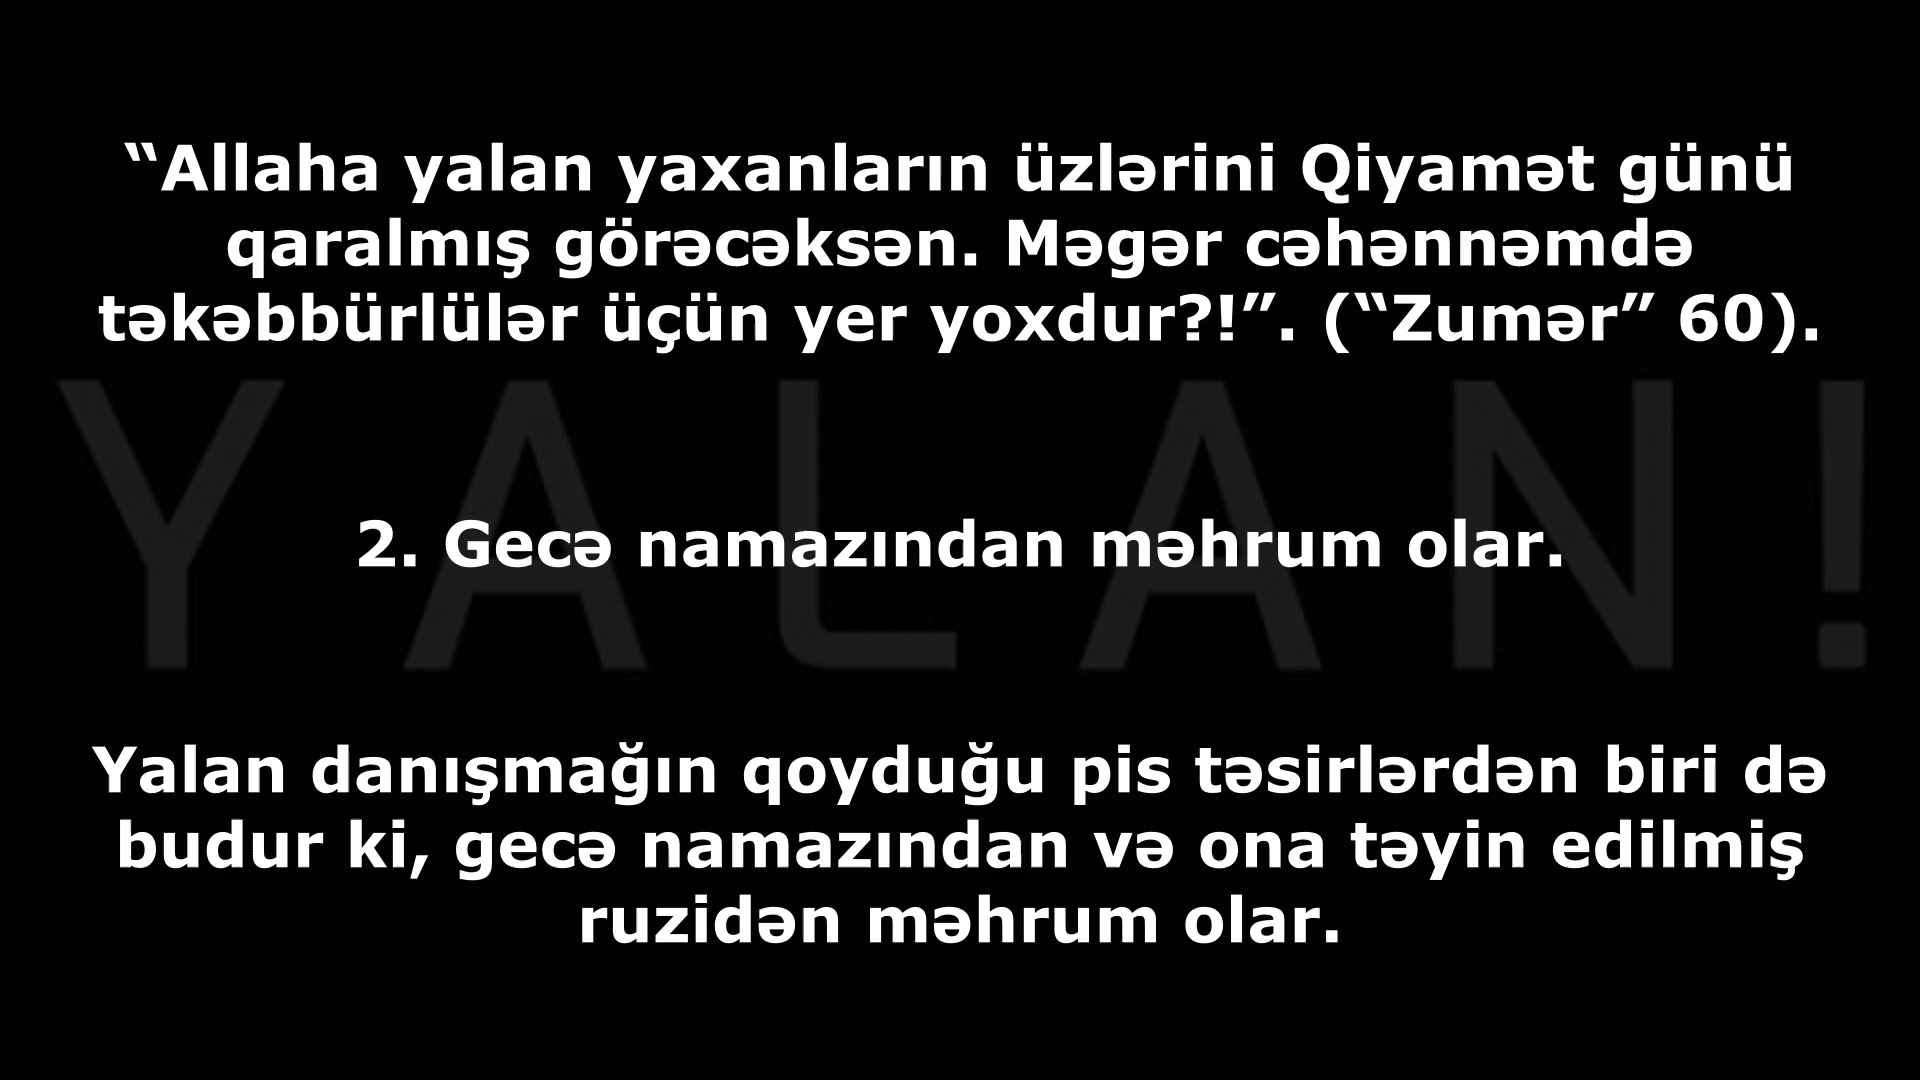 “Allaha yalan yaxanların üzlərini Qiyamət günü
qaralmış görəcəksən. Məgər cəhənnəmdə
təkəbbürlülər üçün yer yoxdur?!”. (“Zumər” 60).
YALAN!
2. Gecə namazından məhrum olar.
Yalan danışmağın qoyduğu pis təsirlərdən biri də
budur ki, gecə namazından və ona təyin edilmiş
ruzidən məhrum olar.